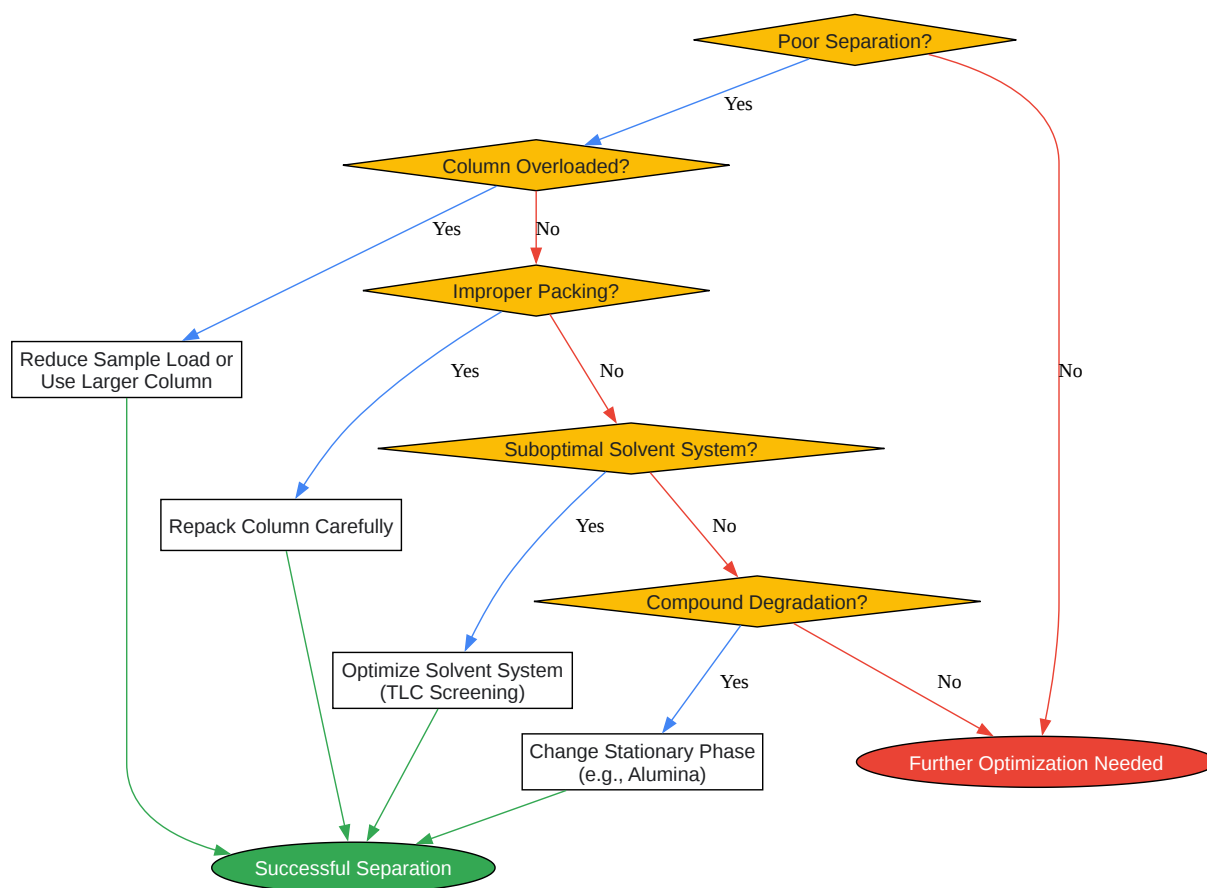 Poor Separation?
Yes
Column Overloaded?
Yes
No
Improper Packing?
Reduce Sample Load or
Use Larger Column
Yes
No
No
Suboptimal Solvent System?
Repack Column Carefully
Yes
No
Compound Degradation?
Optimize Solvent System
(TLC Screening)
Yes
No
Change Stationary Phase
(e.g., Alumina)
Further Optimization Needed
Successful Separation